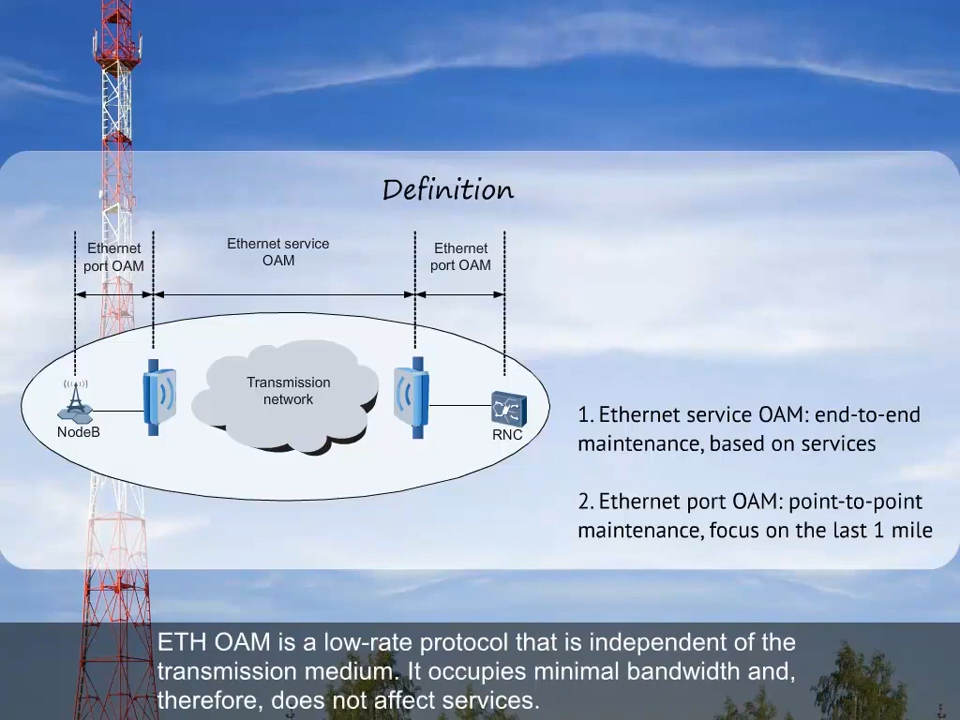 Definition
Ethernet
port OAM
Ethernet service
OAM
Ethernet
port OAM
Transmission
network
NodeB
RNC
1. Ethernet service OAM: end-to-end
maintenance, based on services
2. Ethernet port OAM: point-to-point
maintenance, focus on the last 1 mile
ETH OAM is a low-rate protocol that is independent of the
transmission medium. It occupies minimal bandwidth and,
therefore, does not affect services.